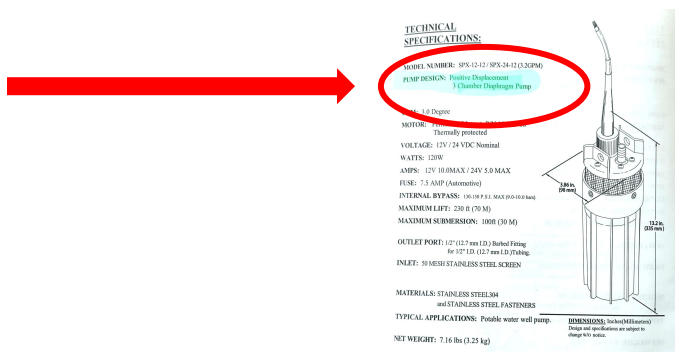 TECHNICAL
SPECIFICATIONS:
MODEL NUMBER: SPX-12-12 / SPX-24-12 (3.2GPM)
PUMP DESIGN: Positive Displacement
3 Chamber Diaphragm Pump
3.0 Degree
MOTOR:
Thermally protected
VOLTAGE: 12V / 24 VDC Nominal
WATTS: 120W
AMPS: 12V 10.0MAX / 24V 5.0 MAX
FUSE: 7.5 AMP (Automotive)
INTERNAL BYPASS: P.S.I. MAX (9.0-10.0 bars)
MAXIMUM LIFT: 230 ft (70 M)
MAXIMUM SUBMERSION: 100ft (30 M)
OUTLET PORT: 1/2" (12.7 mm I.D.) Barbed Fitting
for 1/2" I.D. (12.7 mm I.D.)Tubing.
INLET: 50 MESH STAINLESS STEEL SCREEN
MATERIALS: STAINLESS STEEL304
and STAINLESS STEEL FASTENERS
TYPICAL APPLICATIONS: Potable water well pump.
NET WEIGHT: 7.16 lbs (3.25 kg)
3.86 in.
(98 mm)
13.2 in.
(335 mm)
DIMENSIONS: Inches(Millimeters)
Design and specifications are subject to
change w/o notice.